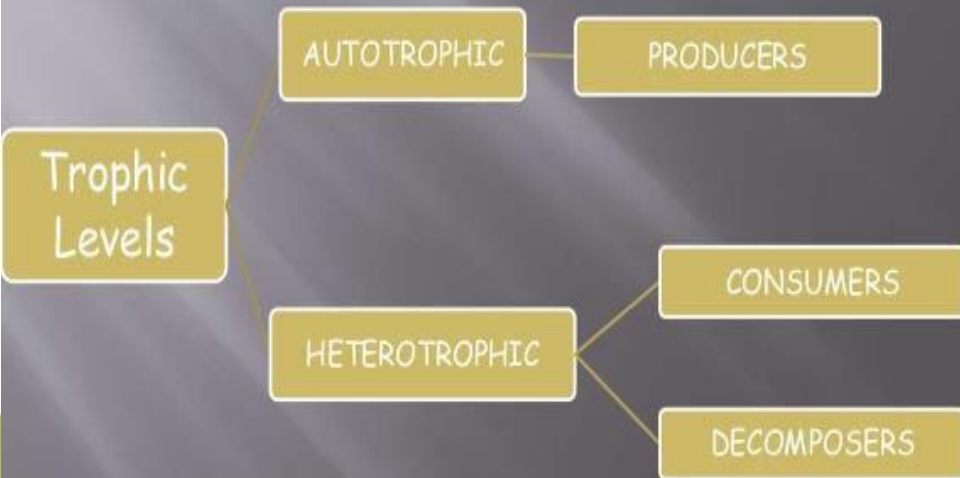 AUTOTROPHIC
PRODUCERS
Trophic
Levels
CONSUMERS
HETEROTROPHIC
DECOMPOSERS